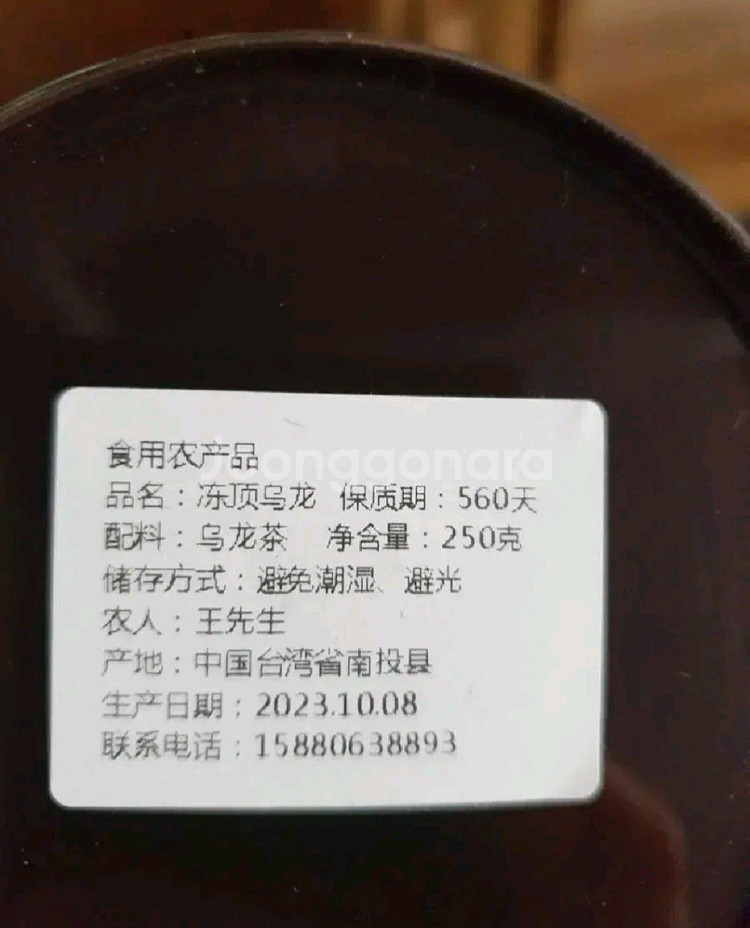 食用农产品
Joonggonara
品名：冻顶乌龙 保质期：560天
配料：乌龙茶 净含量：250克
储存方式：避免潮湿、避光
农人：王先生
产地：中国台湾省南投县
生产日期：2023.10.08
联系电话：15880638893